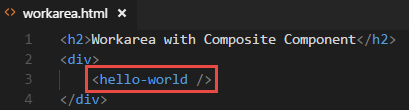 <> workarea.html ●
1 <h2>Workarea with Composite Component</h2>
2 <div>
3 <hello-world />
4 </div>